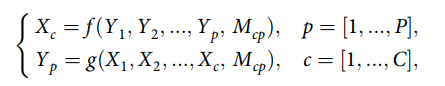 X_c = f(Y_1, Y_2, ..., Y_p, M_cp), p = [1, ..., P],
Y_p = g(X_1, X_2, ..., X_c, M_cp), c = [1, ..., C],